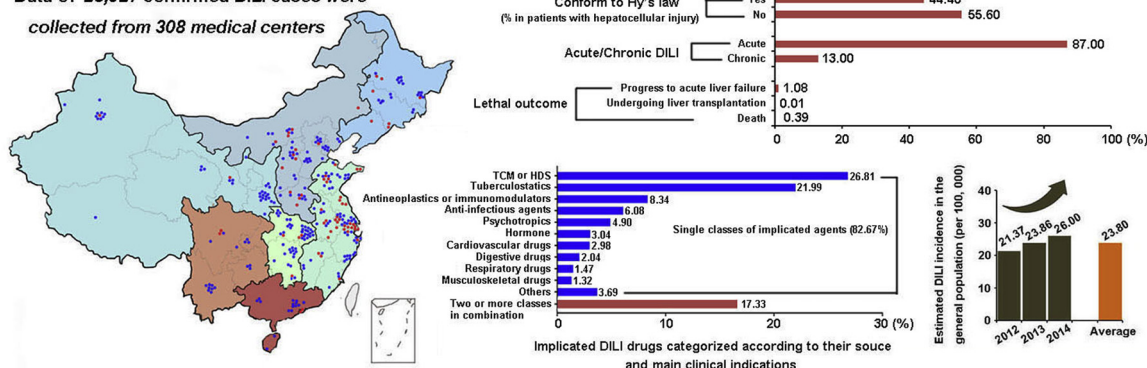 collected from 308 medical centers
Conform to Hy's law
(% in patients with hepatocellular injury)
Yes
44.40
No
55.60
Acute/Chronic DILI
Acute
87.00
Chronic
13.00
Lethal outcome
Progress to acute liver failure
1.08
Undergoing liver transplantation
0.01
Death
0.39
0 20 40 60 80 100 (%)
TCM or HDS
26.81
Tuberculostatics
21.99
Antineoplastics or immunomodulators
8.34
Anti-infectious agents
6.08
Psychotropics
4.90
Hormone
3.04
Cardiovascular drugs
2.98
Digestive drugs
2.04
Respiratory drugs
1.47
Musculoskeletal drugs
1.32
Others
3.69
Two or more classes
in combination
17.33
Single classes of implicated agents (82.67%)
0 10 20 30 (%)
Implicated DILI drugs categorized according to their souce
and main clinical indications
Estimated DILI incidence in the
general population (per 100, 000)
40
30
20
10
0
21.37
23.86
26.00
23.80
2012
2013
2014
Average